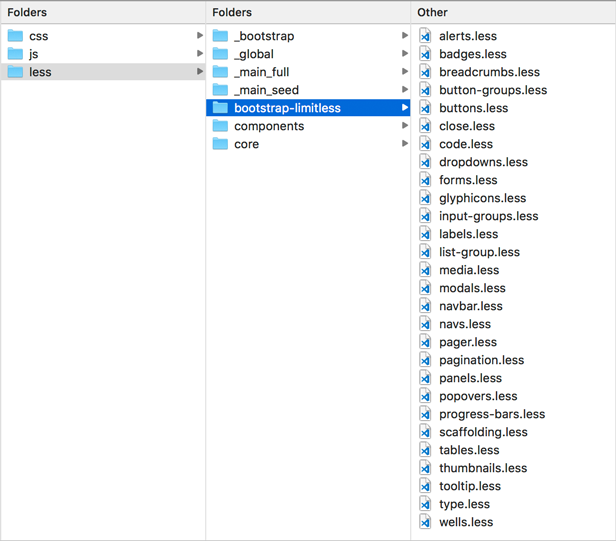 Folders
css
js
less
Folders
_bootstrap
_global
_main_full
_main_seed
bootstrap-limitless
components
core
Other
alerts.less
badges.less
breadcrumbs.less
button-groups.less
buttons.less
close.less
code.less
dropdowns.less
forms.less
glyphicons.less
input-groups.less
labels.less
list-group.less
media.less
modals.less
navbar.less
navs.less
pager.less
pagination.less
panels.less
popovers.less
progress-bars.less
scaffolding.less
tables.less
thumbnails.less
tooltip.less
type.less
wells.less